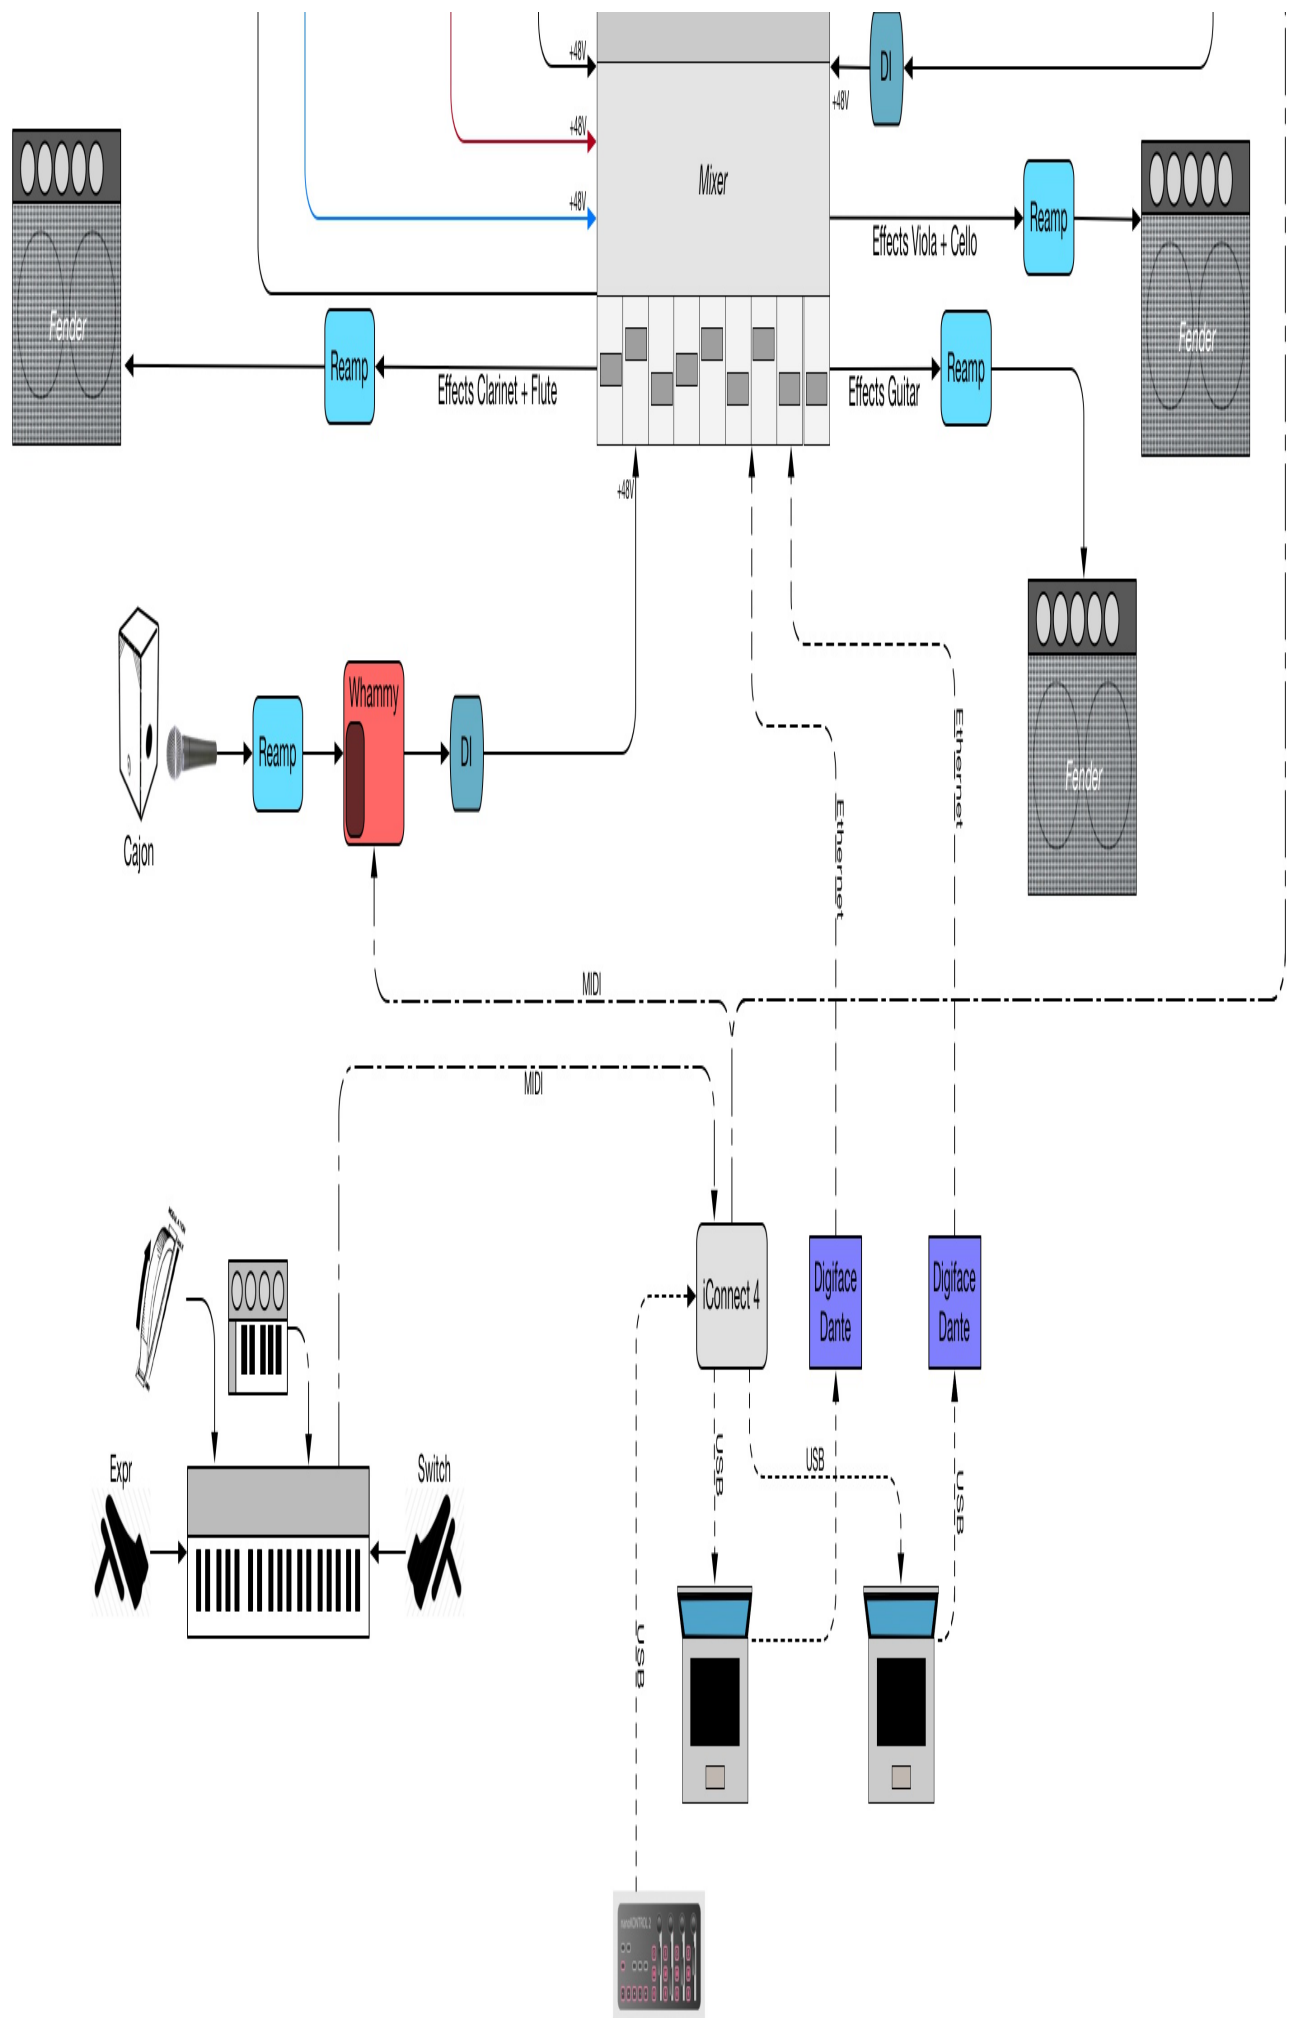 +48V
DI
+48V
+48V
Mixer
+48V
Reamp
Effects Viola + Cello
Fender
Fender
Reamp
Effects Clarinet + Flute
Effects Guitar
Reamp
+48V
Fender
Whammy
Reamp
DI
Cajon
Ethernet
Ethernet
MIDI
MIDI
iConnect 4
Digiface
Dante
Digiface
Dante
Expr
Switch
USB
USB
USB
USB
nanoKONTROL 2